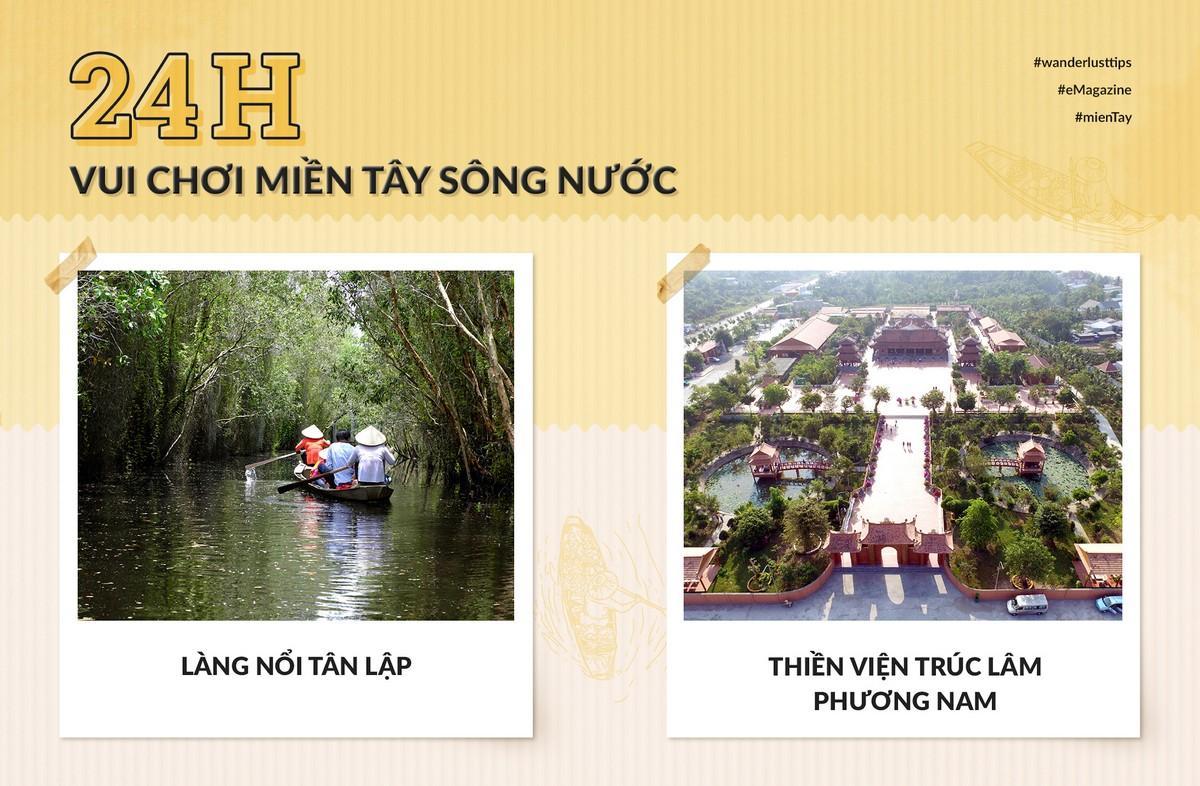 24H
VUI CHƠI MIỀN TÂY SÔNG NƯỚC
#wanderlusttips
#eMagazine
#mienTay
LÀNG NỔI TÂN LẬP
THIỀN VIỆN TRÚC LÂM
PHƯƠNG NAM